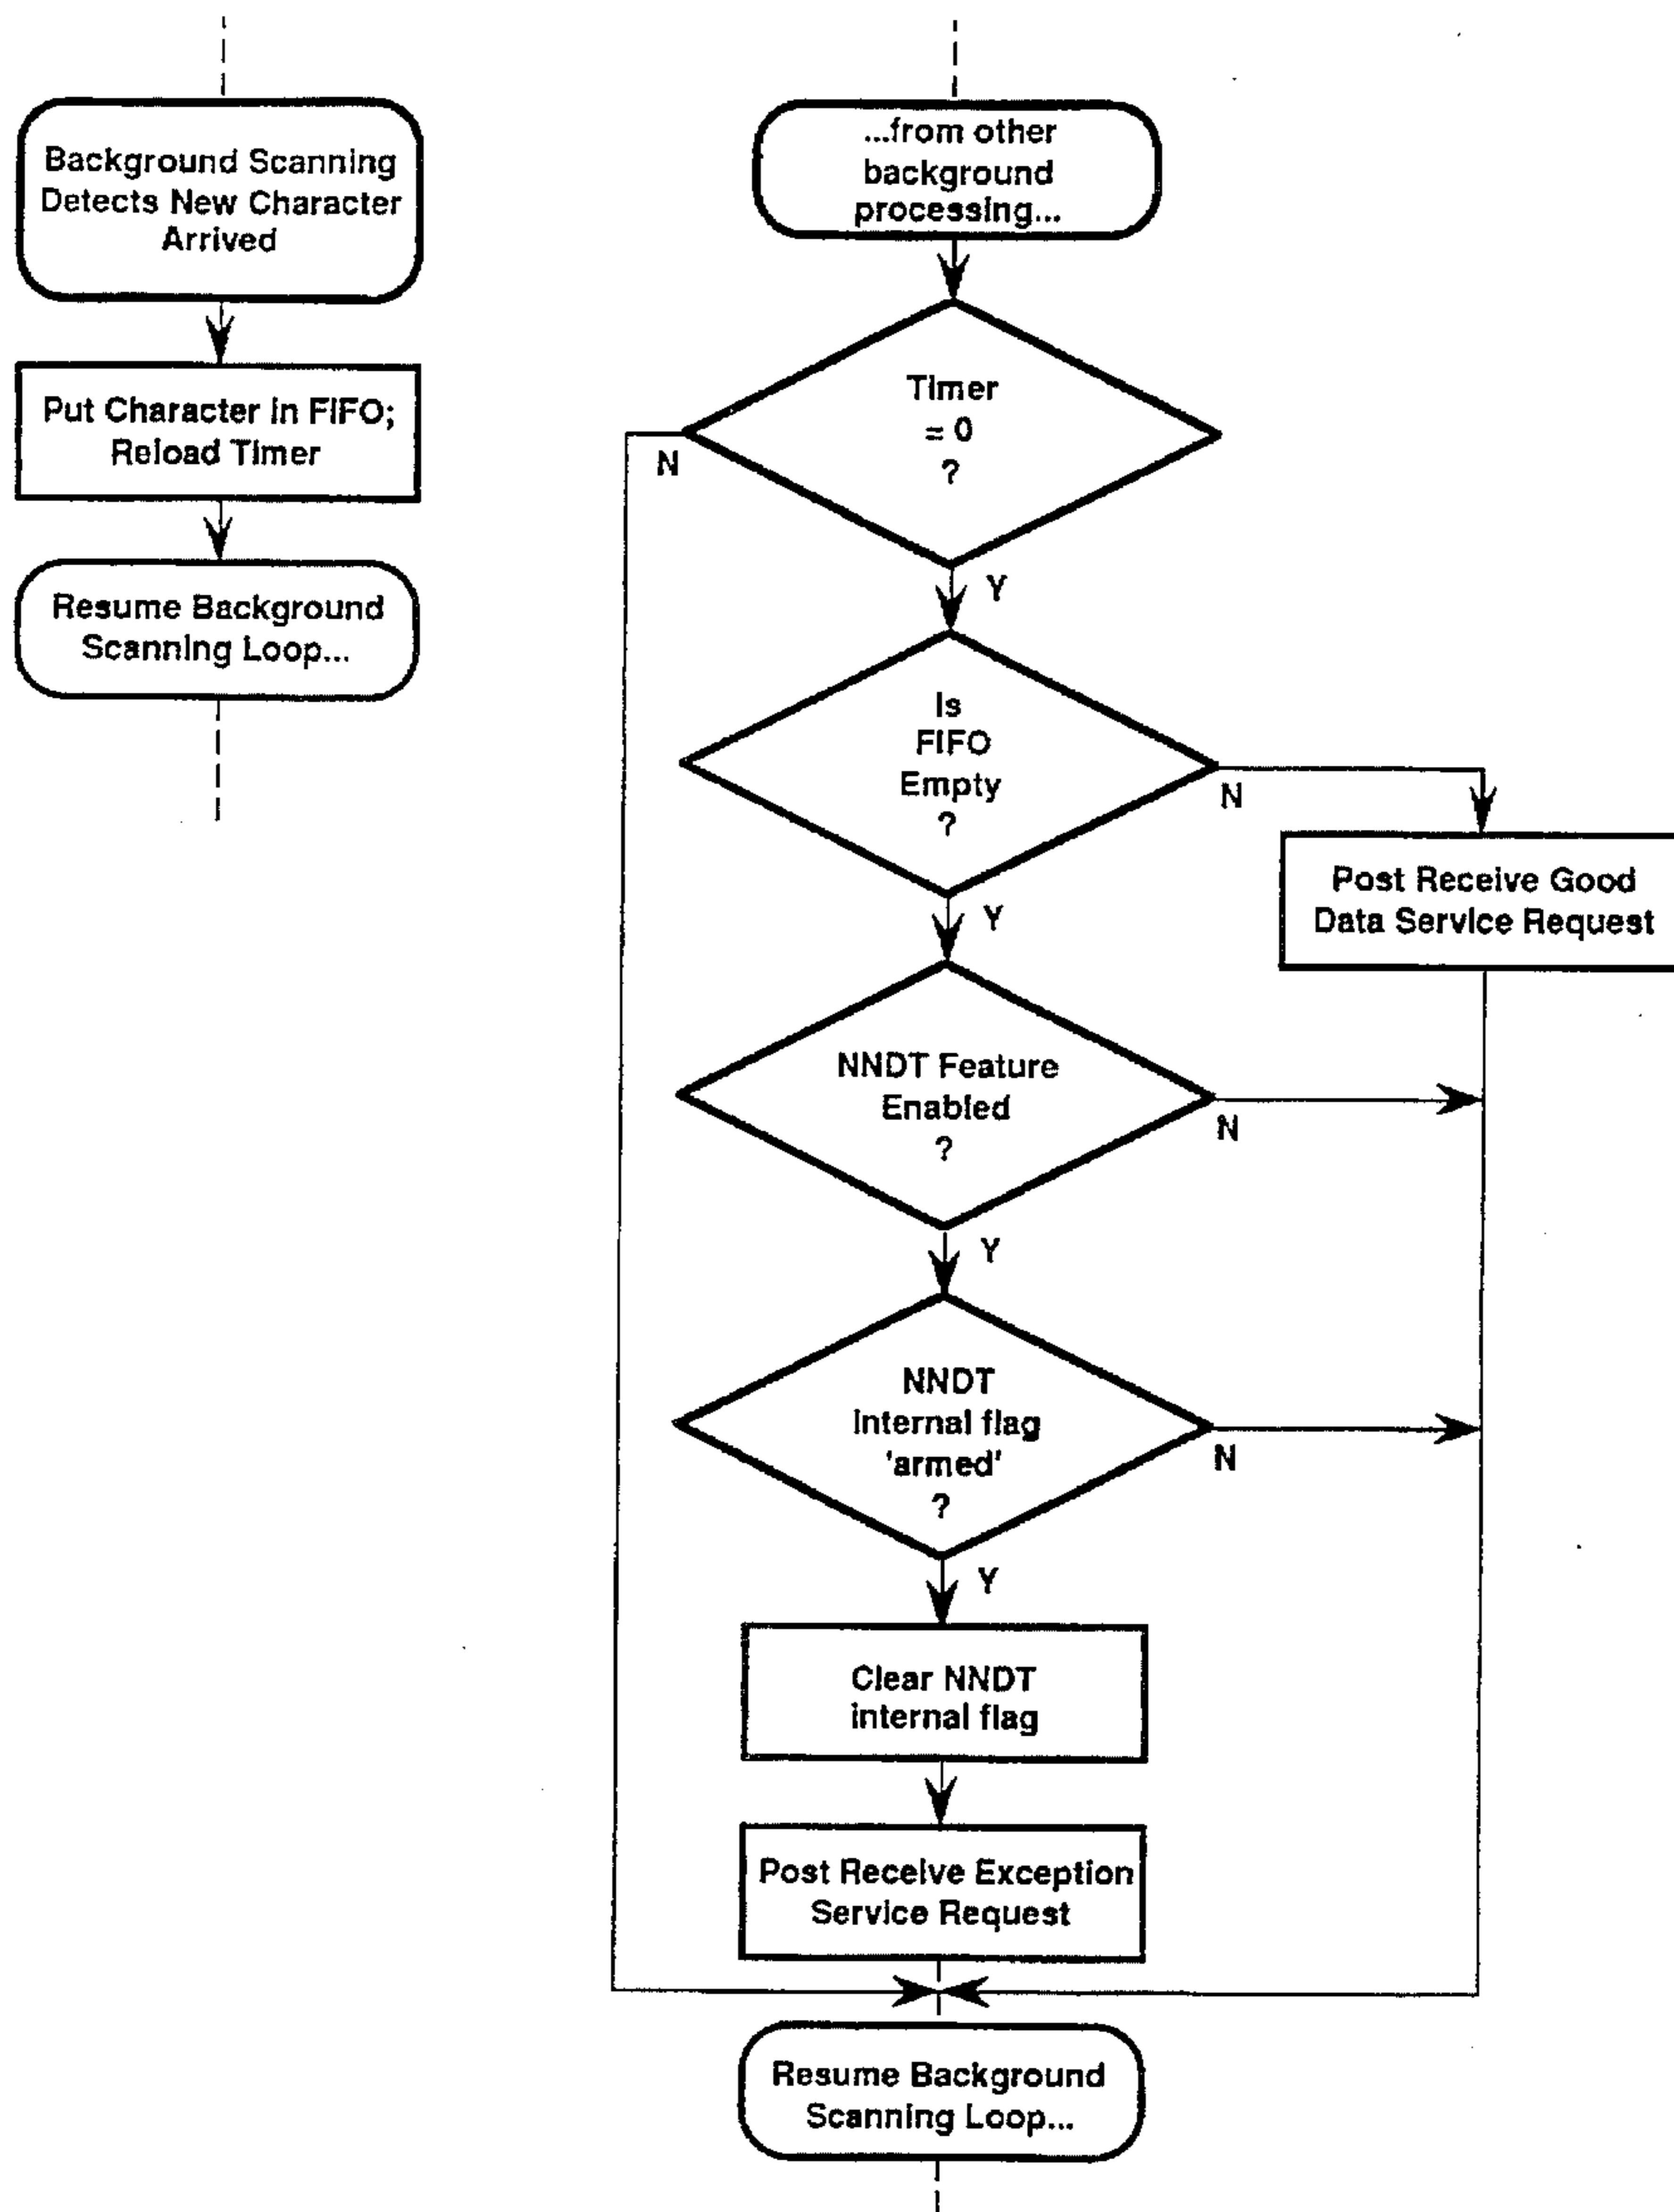 Background Scanning
Detects New Character
Arrived
Put Character in FIFO;
Reload Timer
Resume Background
Scanning Loop...
...from other
background
processing...
Timer
= 0
?
N
Y
Is
FIFO
Empty
?
N
Y
Post Receive Good
Data Service Request
NNDT Feature
Enabled
?
N
Y
NNDT
internal flag
'armed'
?
N
Y
Clear NNDT
internal flag
Post Receive Exception
Service Request
Resume Background
Scanning Loop...